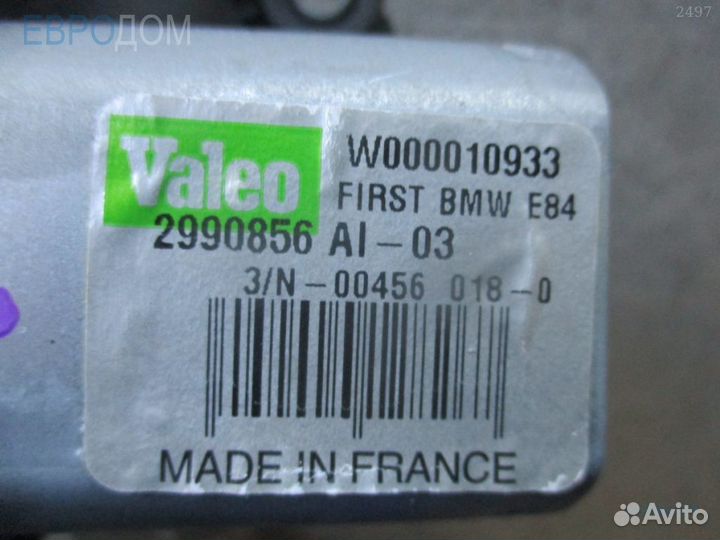 2497
ЕВРОДОМ
Valeo
W000010933
FIRST BMW E84
2990856 AI-03
3/N-00456 018-0
MADE IN FRANCE
Avito